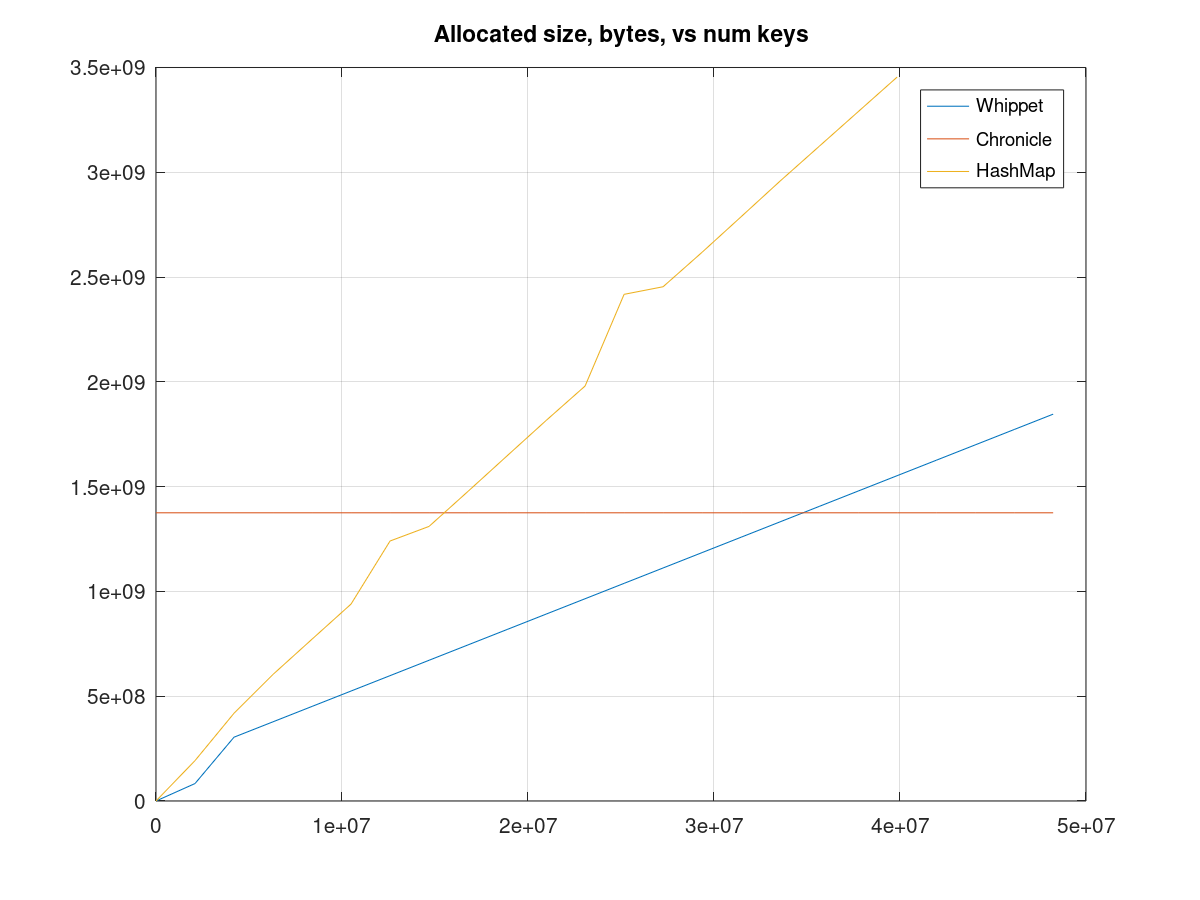 Allocated size, bytes, vs num keys
3.5e+09
3e+09
2.5e+09
2e+09
1.5e+09
1e+09
5e+08
0
Whippet
Chronicle
HashMap
0 1e+07 2e+07 3e+07 4e+07 5e+07